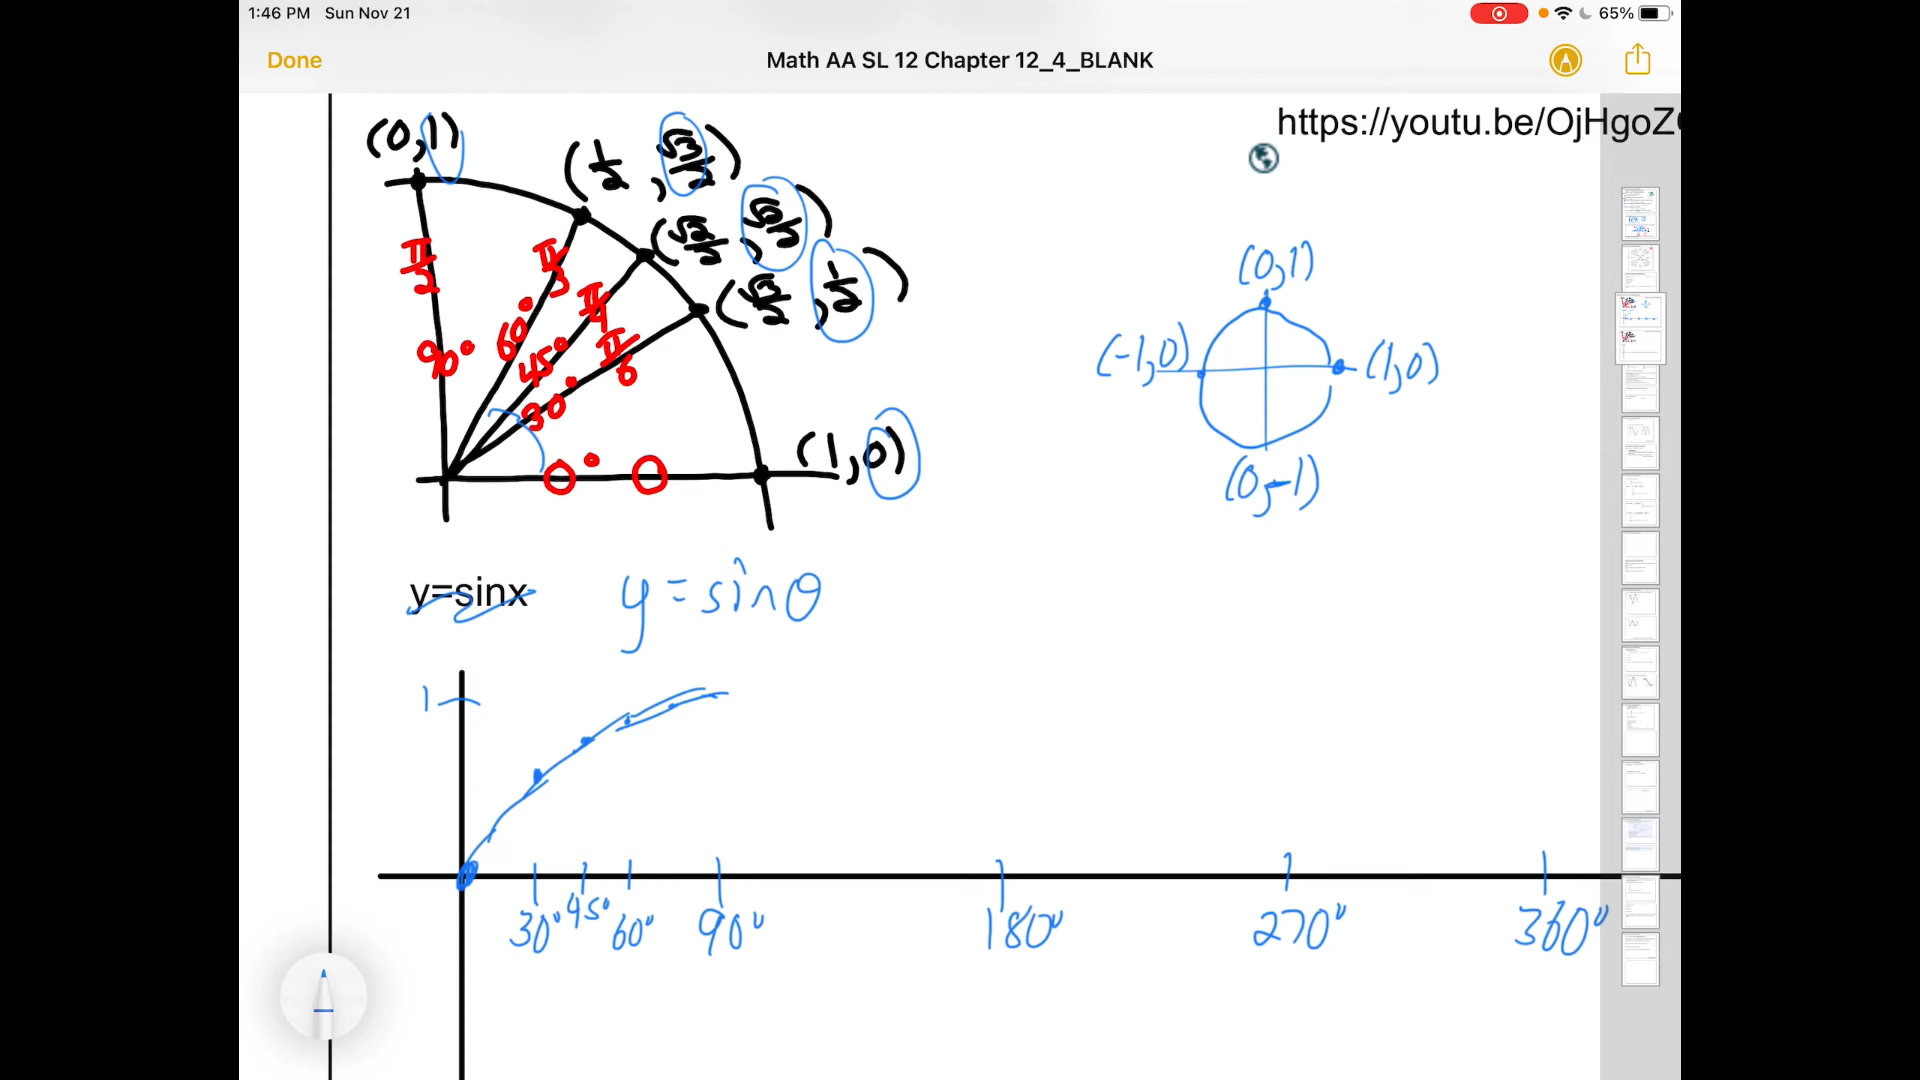 1:46 PM Sun Nov 21
65%
Done
Math AA SL 12 Chapter 12_4_BLANK
https://youtu.be/OjHgoZ
(0,1)
(1/2, √3/2)
(√2/2, √2/2)
(√3/2, 1/2)
(1,0)
π/2
π/3
π/4
π/6
90°
60°
45°
30°
0° 0
(0,1)
(-1,0)
(1,0)
(0,-1)
y=sinx
y = sinθ
1
30° 45° 60° 90° 180° 270° 360°